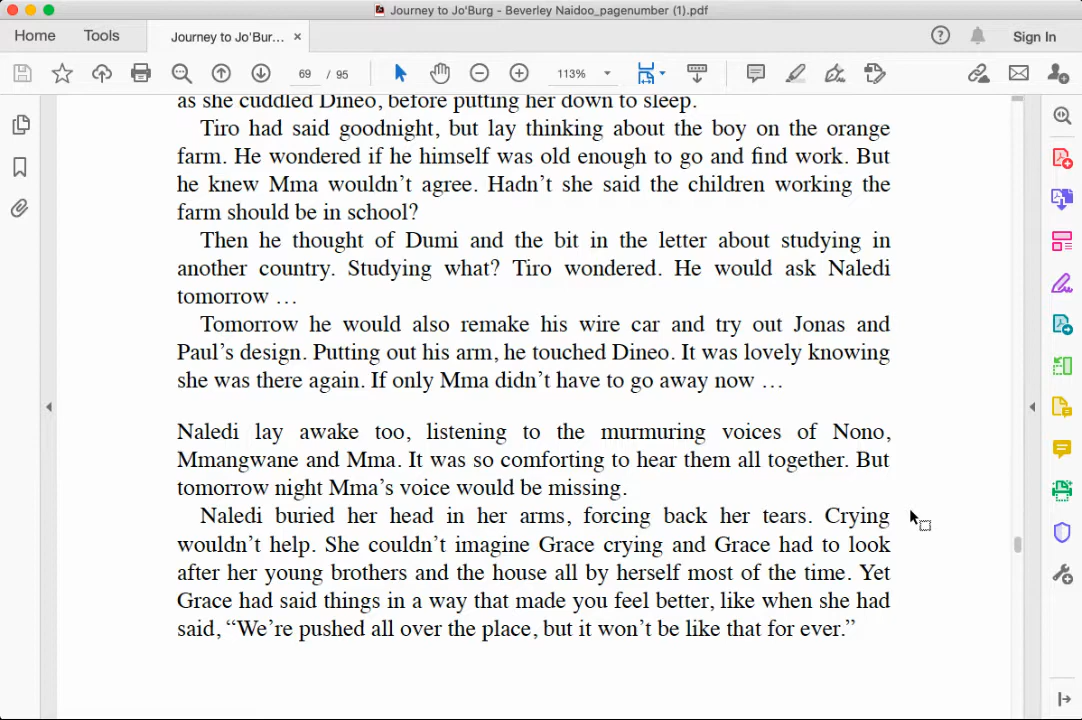 Journey to Jo'Burg - Beverley Naidoo_pagenumber (1).pdf
Home Tools Journey to Jo'Bur... × Sign In
69 / 95 113%
as she cuddled Dineo, before putting her down to sleep.
Tiro had said goodnight, but lay thinking about the boy on the orange
farm. He wondered if he himself was old enough to go and find work. But
he knew Mma wouldn’t agree. Hadn’t she said the children working the
farm should be in school?
Then he thought of Dumi and the bit in the letter about studying in
another country. Studying what? Tiro wondered. He would ask Naledi
tomorrow …
Tomorrow he would also remake his wire car and try out Jonas and
Paul’s design. Putting out his arm, he touched Dineo. It was lovely knowing
she was there again. If only Mma didn’t have to go away now …
Naledi lay awake too, listening to the murmuring voices of Nono,
Mmangwane and Mma. It was so comforting to hear them all together. But
tomorrow night Mma’s voice would be missing.
Naledi buried her head in her arms, forcing back her tears. Crying
wouldn’t help. She couldn’t imagine Grace crying and Grace had to look
after her young brothers and the house all by herself most of the time. Yet
Grace had said things in a way that made you feel better, like when she had
said, “We’re pushed all over the place, but it won’t be like that for ever.”